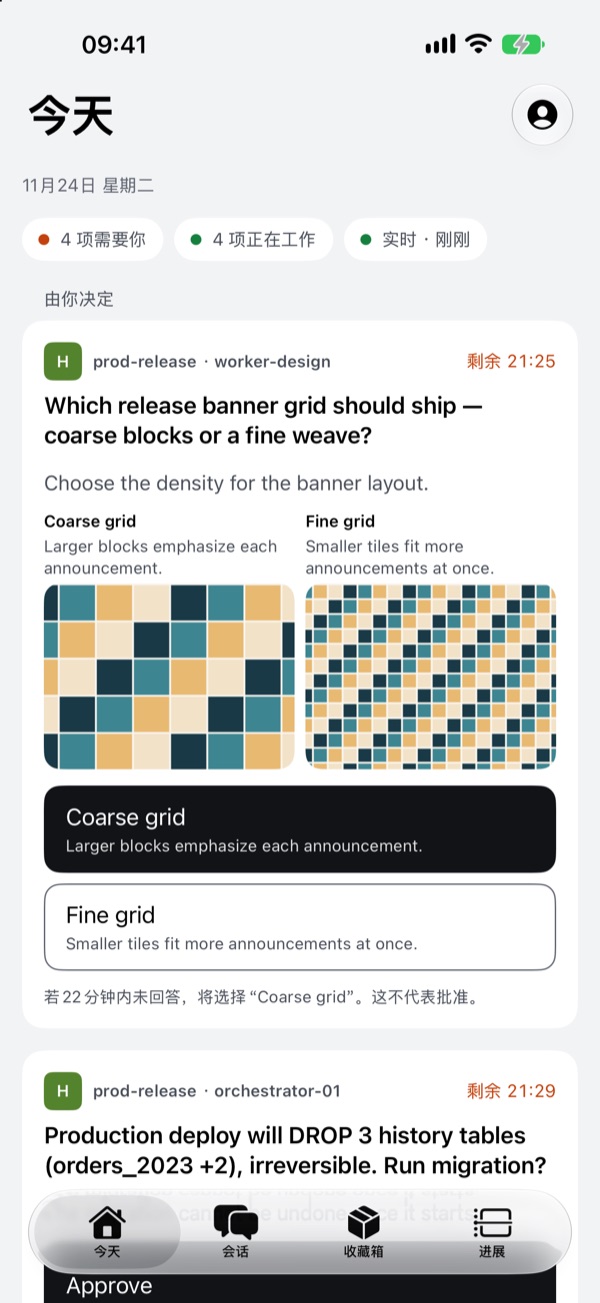 09:41
今天
11月24日 星期二
4 项需要你
4 项正在工作
实时 · 刚刚
由你决定
H
prod-release · worker-design
剩余 21:25
Which release banner grid should ship —
coarse blocks or a fine weave?
Choose the density for the banner layout.
Coarse grid
Larger blocks emphasize each
announcement.
Fine grid
Smaller tiles fit more
announcements at once.
Coarse grid
Larger blocks emphasize each announcement.
Fine grid
Smaller tiles fit more announcements at once.
若 22 分钟内未回答，将选择 “Coarse grid”。这不代表批准。
H
prod-release · orchestrator-01
剩余 21:29
Production deploy will DROP 3 history tables
(orders_2023 +2), irreversible. Run migration?
undone
it starts
今天
会话
收藏箱
进展
Approve